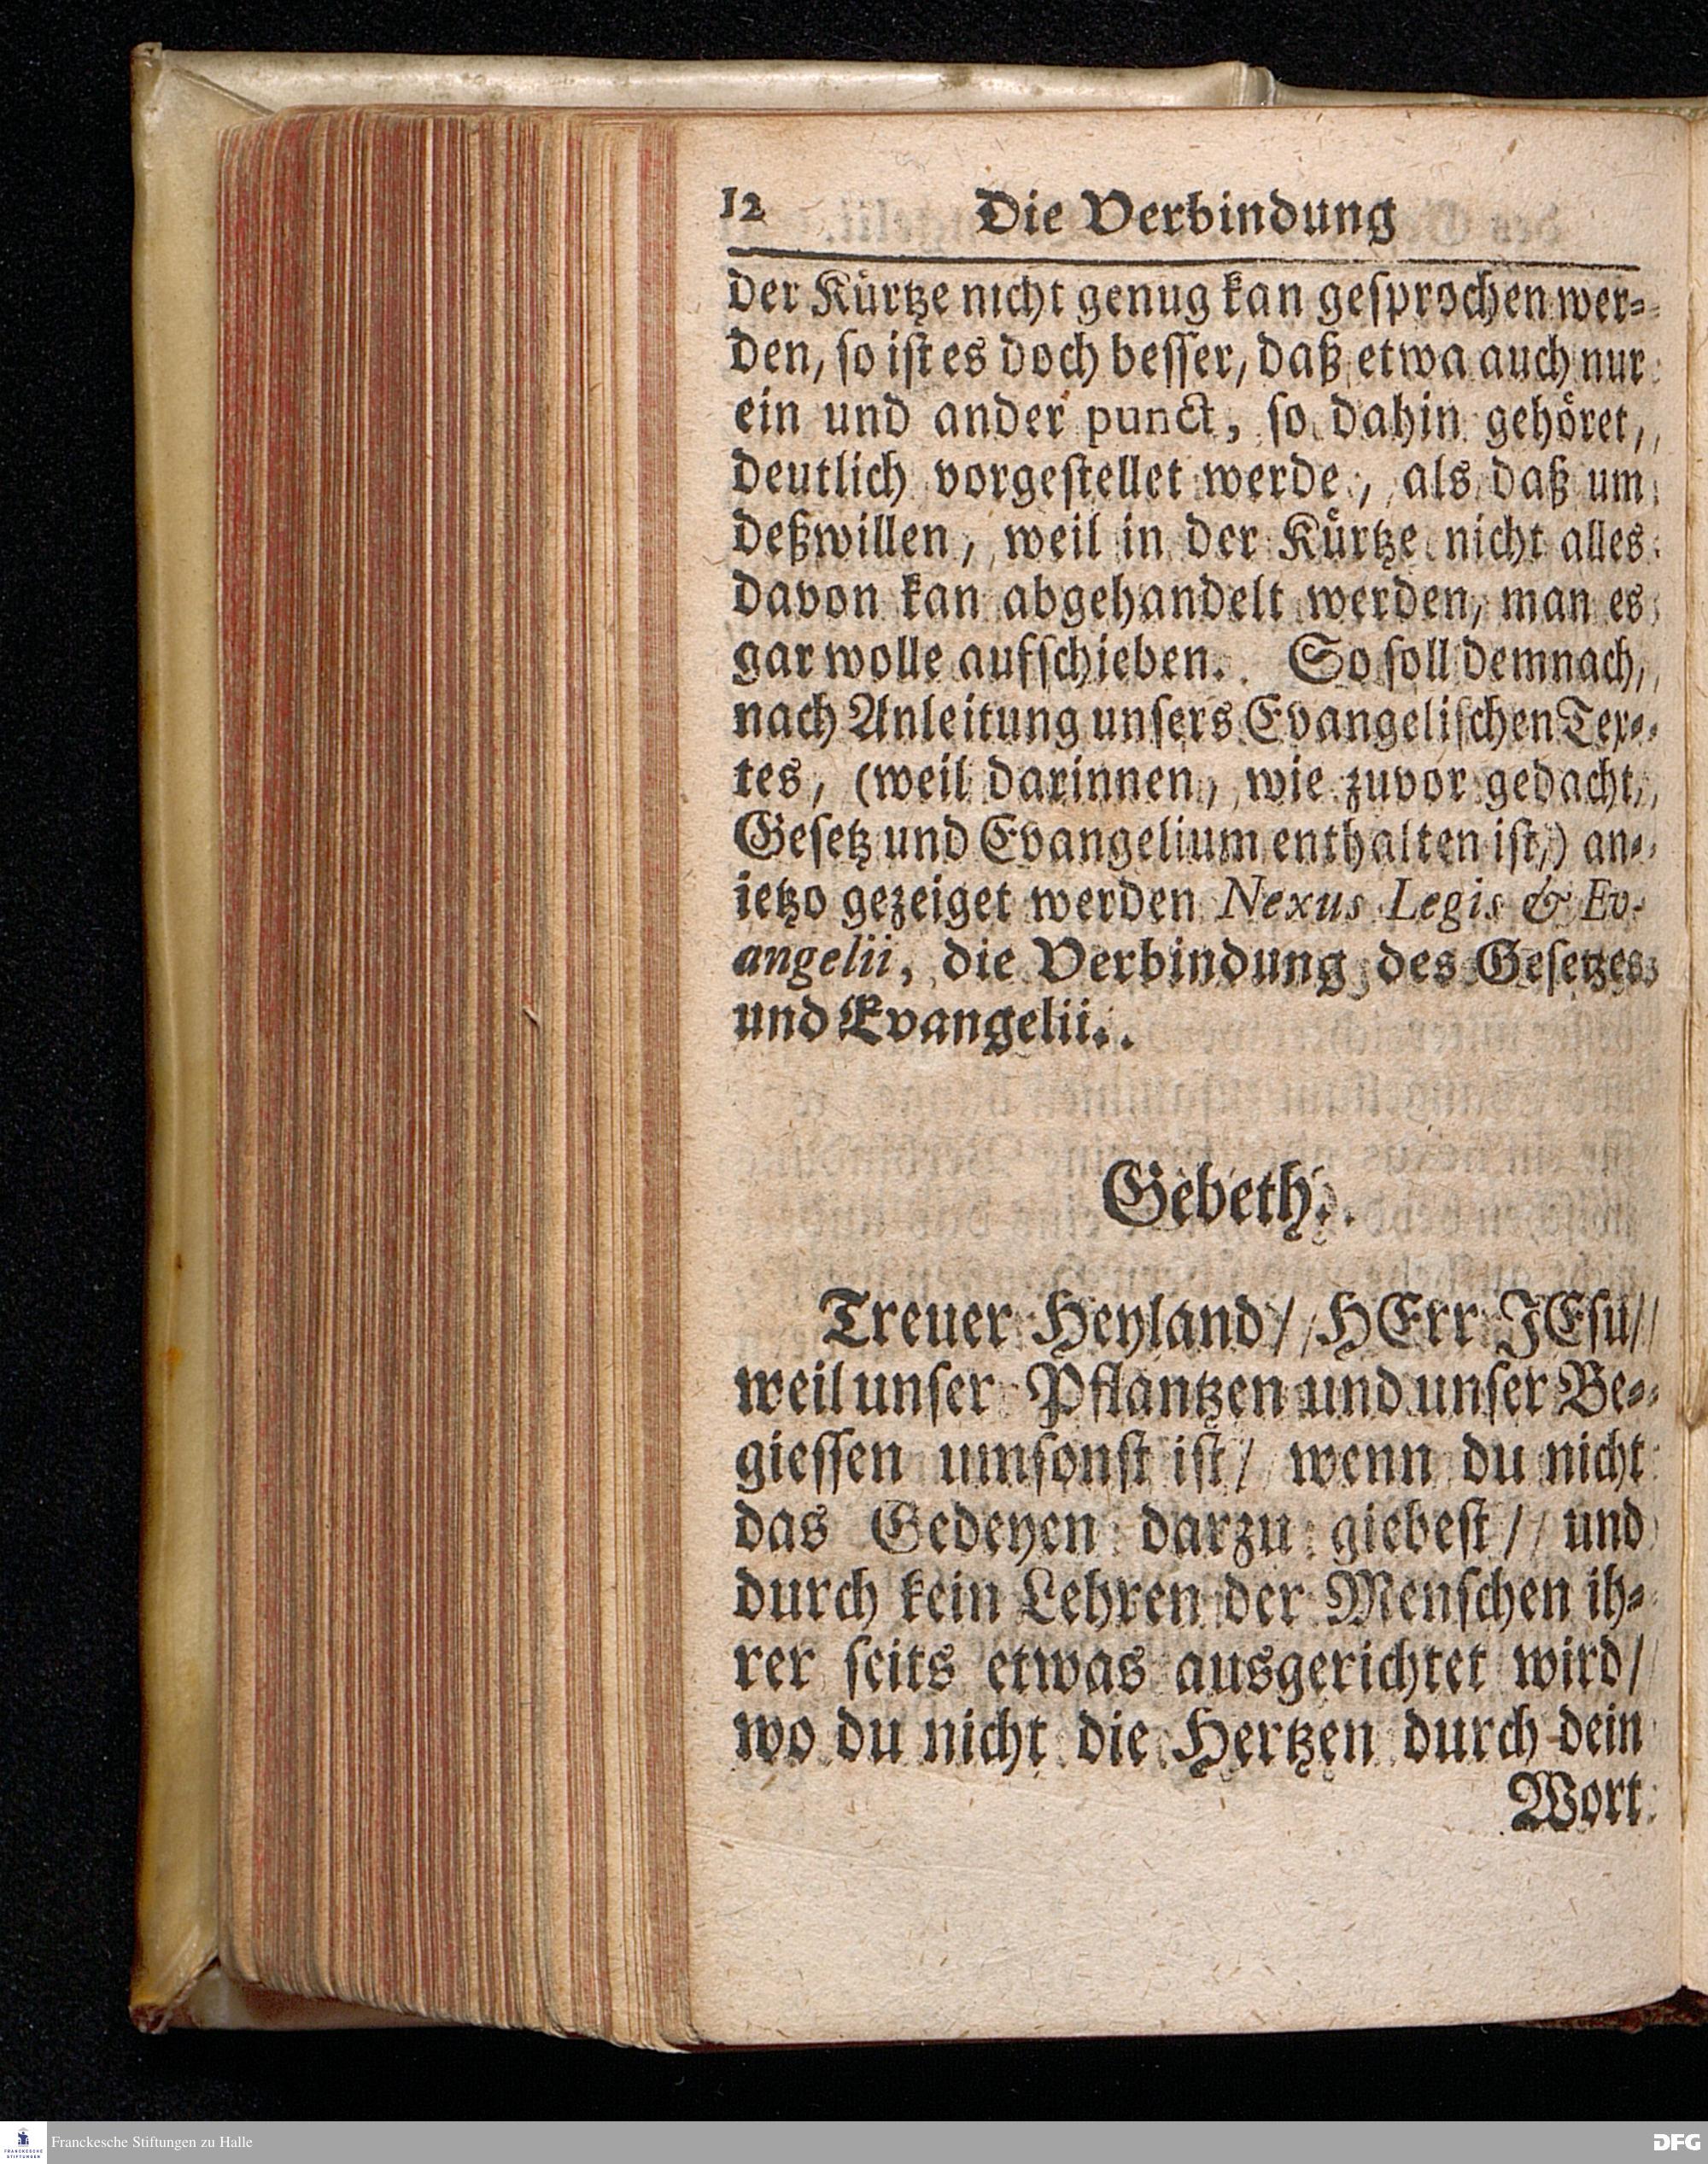 12 Die Verbindung
der Kürtze nicht genug kan gesprochen wer-
den, so ist es doch besser, daß etwa auch nur
ein und ander punct, so dahin gehöret,
deutlich vorgestellet werde, als daß um
deßwillen, weil in der Kürtze nicht alles
davon kan abgehandelt werden, man es
gar wolle aufschieben. So soll demnach,
nach Anleitung unsers Evangelischen Tex-
tes, (weil darinnen, wie zuvor gedacht,
Gesetz und Evangelium enthalten ist,) an-
ietzo gezeiget werden Nexus Legis & Ev-
angelii, die Verbindung des Gesetzes
und Evangelii.
Gebeth.
Treuer Heyland/ HErr JEsu/
weil unser Pflantzen und unser Be-
giessen umsonst ist/ wenn du nicht
das Gedeyen darzu giebest/ und
durch kein Lehren der Menschen ih-
rer seits etwas ausgerichtet wird/
wo du nicht die Hertzen durch dein
Wort
Franckesche Stiftungen zu Halle
DFG